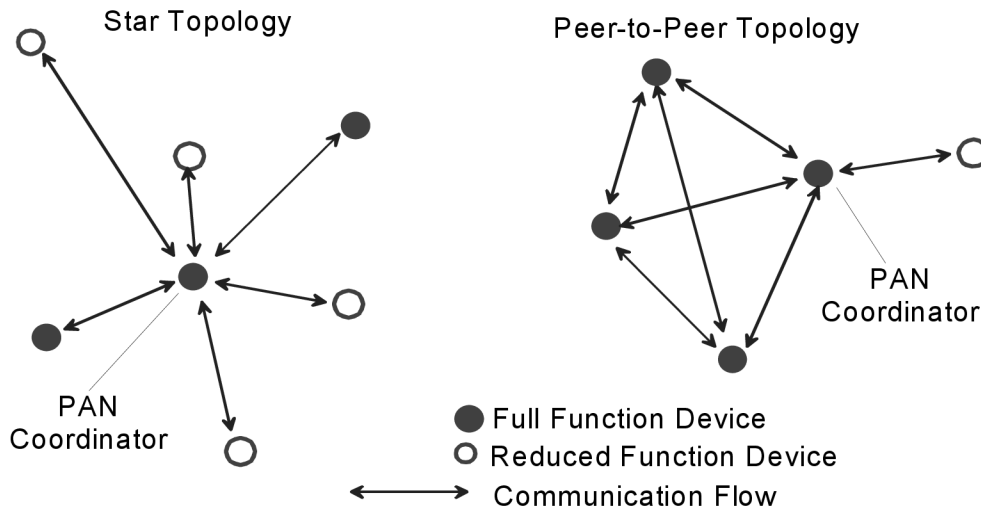 Star Topology
Peer-to-Peer Topology
PAN
Coordinator
PAN
Coordinator
Full Function Device
Reduced Function Device
Communication Flow